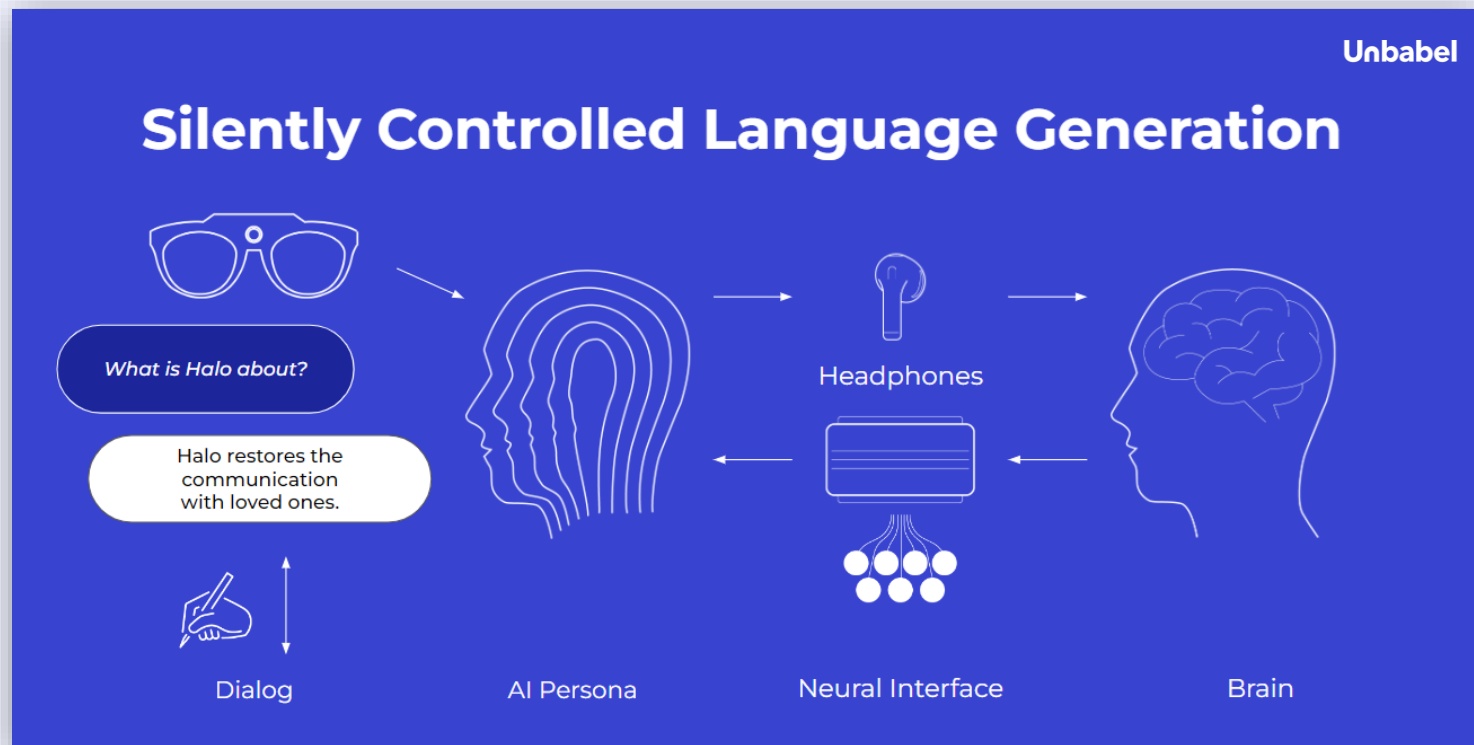 Unbabel
Silently Controlled Language Generation
What is Halo about?
Halo restores the
communication
with loved ones.
Headphones
Dialog
AI Persona
Neural Interface
Brain